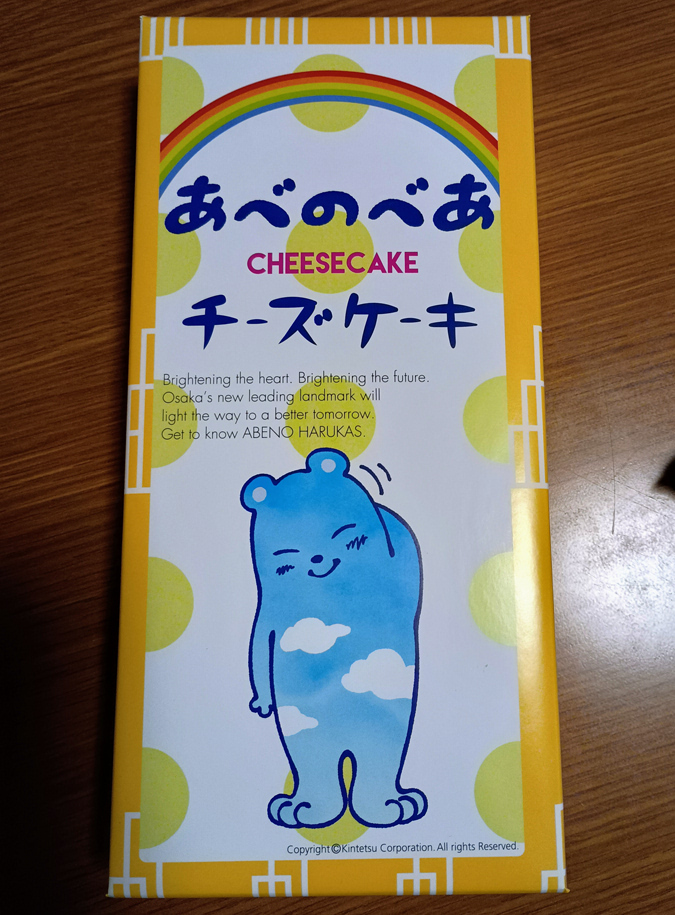 あべのべあ
CHEESECAKE
チーズケーキ
Brightening the heart. Brightening the future.
Osaka's new leading landmark will
light the way to a better tomorrow.
Get to know ABENO HARUKAS.
Copyright©Kintetsu Corporation. All rights Reserved.